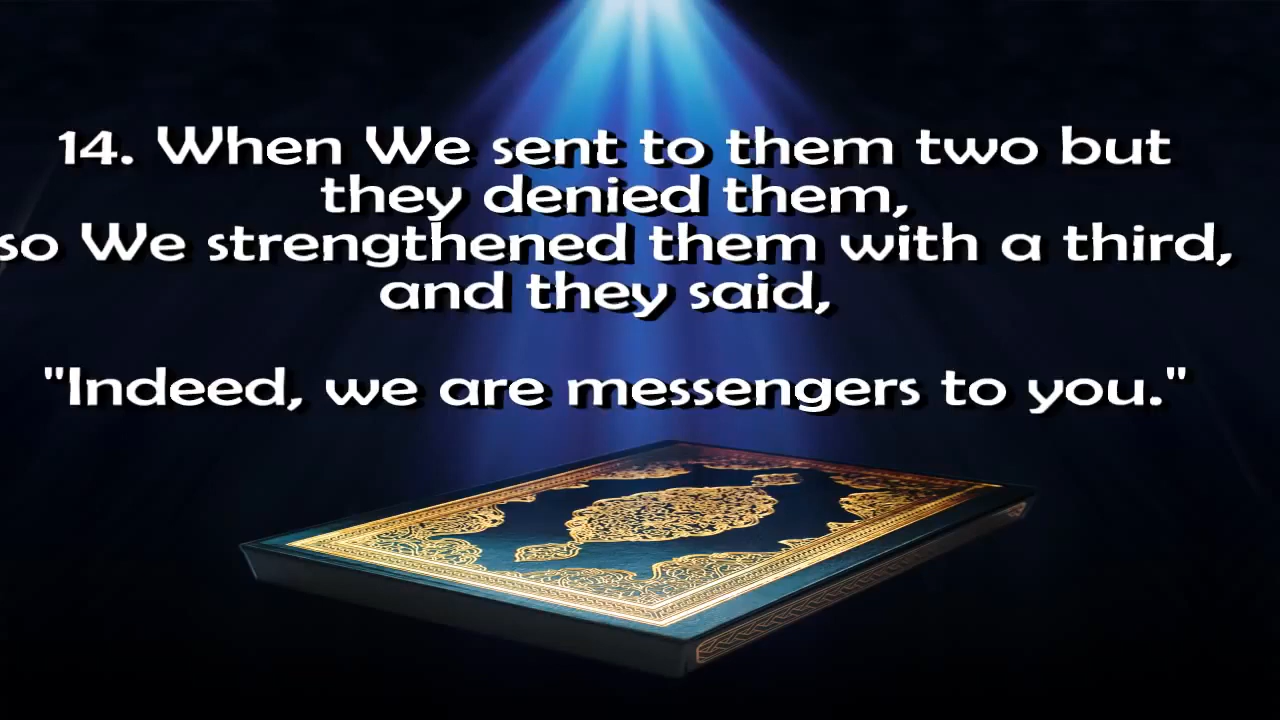 14. When We sent to them two but
they denied them,
so We strengthened them with a third,
and they said,
"Indeed, we are messengers to you."